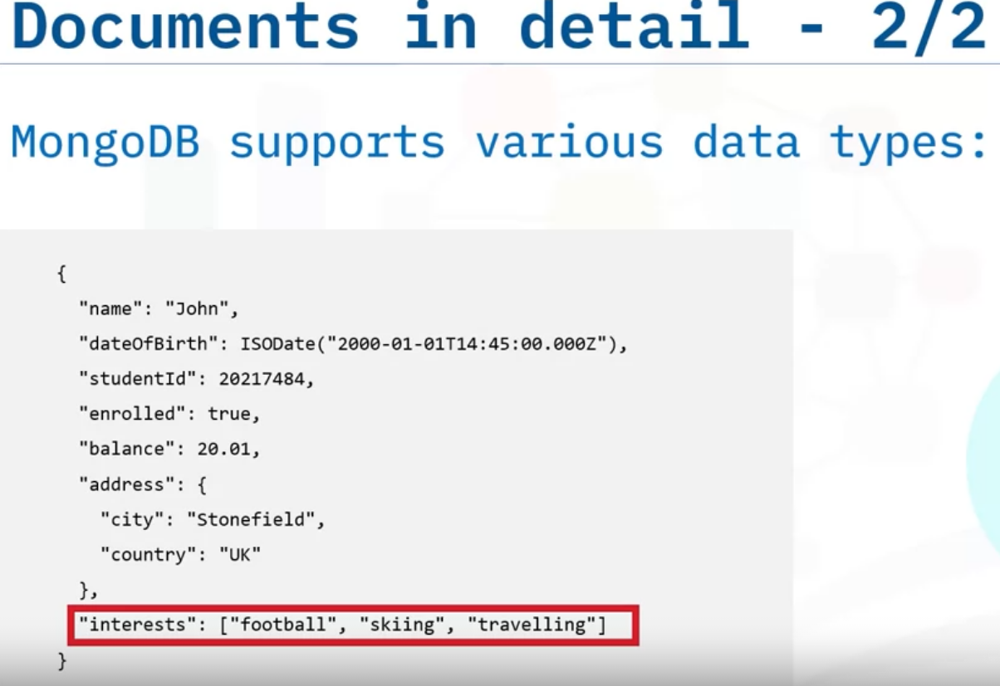 Documents in detail - 2/2
MongoDB supports various data types:
{
"name": "John",
"dateOfBirth": ISODate("2000-01-01T14:45:00.000Z"),
"studentId": 20217484,
"enrolled": true,
"balance": 20.01,
"address": {
"city": "Stonefield",
"country": "UK"
},
"interests": ["football", "skiing", "travelling"]
}